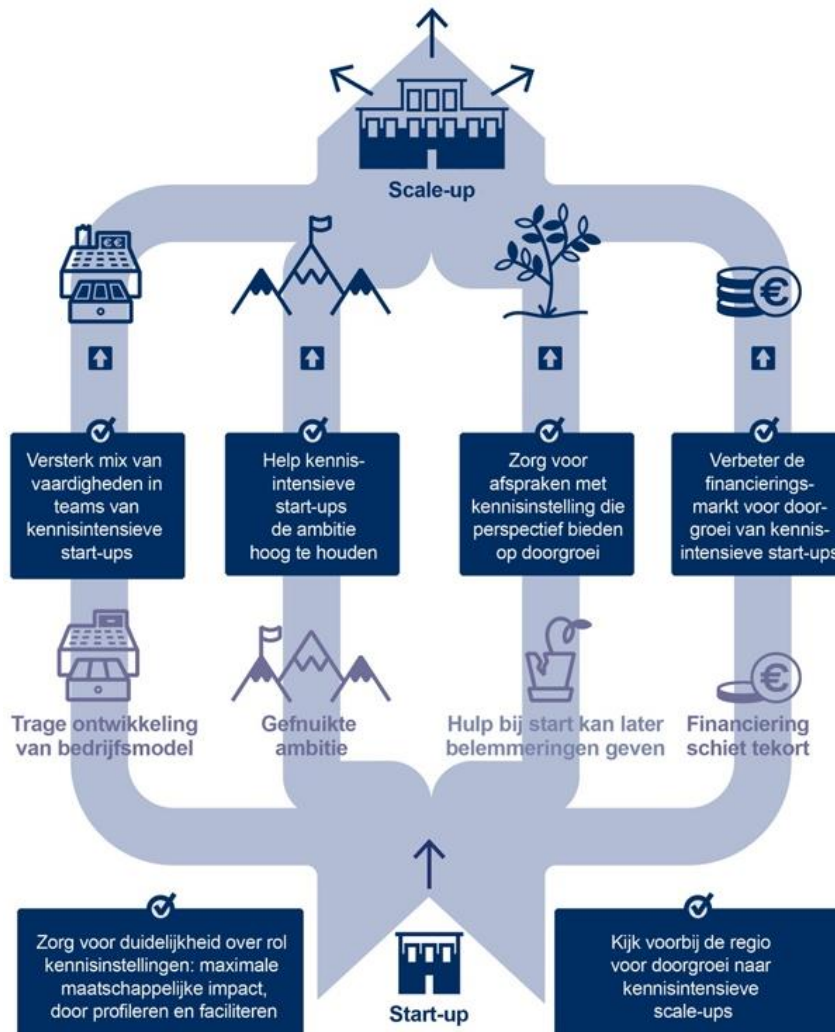 Scale-up
Versterk mix van
vaardigheden in
teams van
kennisintensieve
start-ups
Help kennis-
intensieve
start-ups
de ambitie
hoog te houden
Zorg voor
afspraken met
kennisinstelling die
perspectief bieden
op doorgroei
Verbeter de
financierings-
markt voor door-
groei van kennis-
intensieve start-ups
Trage ontwikkeling
van bedrijfsmodel
Gefnuikte
ambitie
Hulp bij start kan later
belemmeringen geven
Financiering
schiet tekort
Zorg voor duidelijkheid over rol
kennisinstellingen: maximale
maatschappelijke impact,
door profileren en faciliteren
Start-up
Kijk voorbij de regio
voor doorgroei naar
kennisintensieve
scale-ups